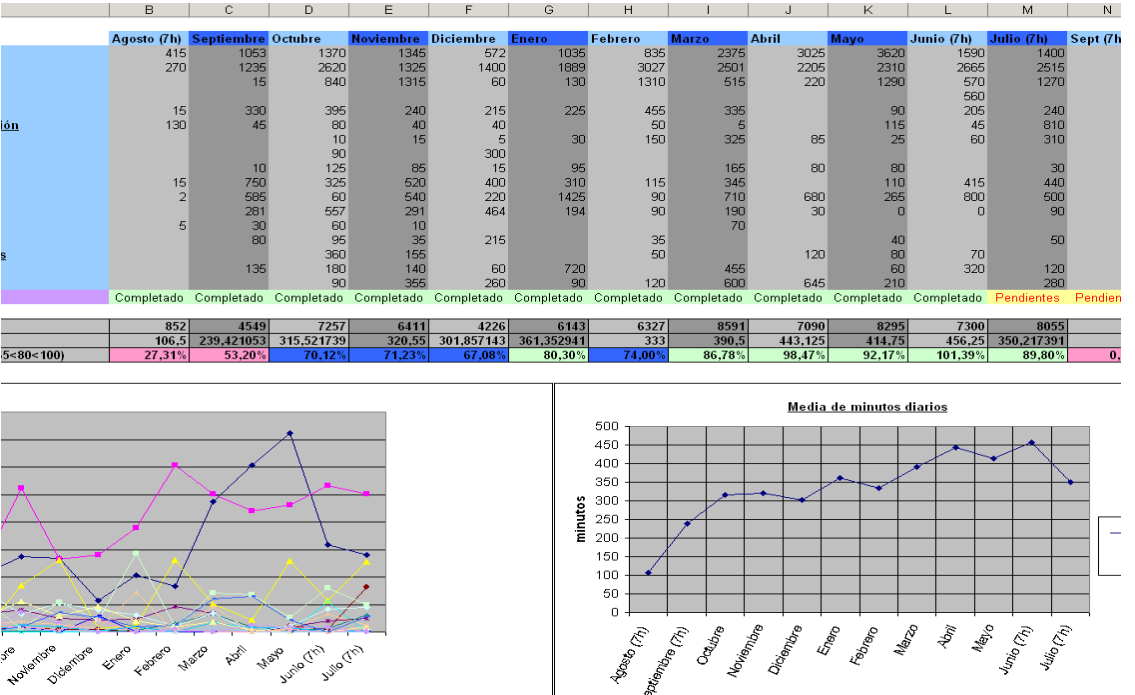 B C D E F G H I J K L M N
Agosto (7h) Septiembre Octubre Noviembre Diciembre Enero Febrero Marzo Abril Mayo Junio (7h) Julio (7h) Sept (7h
415 1053 1370 1345 572 1035 835 2375 3025 3620 1590 1400
270 1235 2620 1325 1400 1889 3027 2501 2205 2310 2665 2515
15 840 1315 60 130 1310 515 220 1290 570 1270
560
15 330 395 240 215 225 455 335 90 205 240
ión 130 45 80 40 40 50 5 115 45 810
10 15 5 30 150 325 85 25 60 310
90 300
10 125 85 15 95 165 80 80 30
15 750 325 520 400 310 115 345 110 415 440
2 585 60 540 220 1425 90 710 680 265 800 500
281 557 291 464 194 90 190 30 0 0 90
5 30 60 10 70
80 95 35 215 35 40 50
s 360 155 50 120 80 70
135 180 140 60 720 455 60 320 120
90 355 260 90 120 600 645 210 280
Completado Completado Completado Completado Completado Completado Completado Completado Completado Completado Completado Pendientes Pendien
852 4549 7257 6411 4226 6143 6327 8591 7090 8295 7300 8055
106,5 239,421053 315,521739 320,55 301,857143 361,352941 333 390,5 443,125 414,75 456,25 350,217391
5<80<100) 27,31% 53,20% 70,12% 71,23% 67,08% 80,30% 74,00% 86,78% 98,47% 92,17% 101,39% 89,80% 0,
bre Noviembre Diciembre Enero Febrero Marzo Abril Mayo Junio (7h) Julio (7h)
Media de minutos diarios
minutos
500
450
400
350
300
250
200
150
100
50
0
Agosto (7h) eptiembre (7h) Octubre Noviembre Diciembre Enero Febrero Marzo Abril Mayo Junio (7h) Julio (7h)